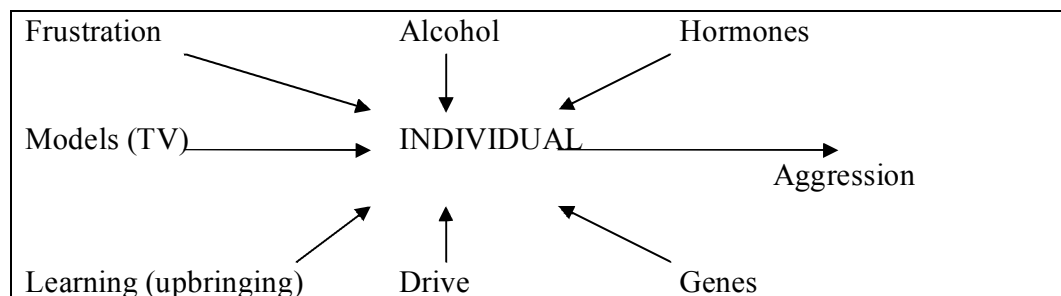 Frustration Alcohol Hormones
Models (TV) INDIVIDUAL
Aggression
Learning (upbringing) Drive Genes